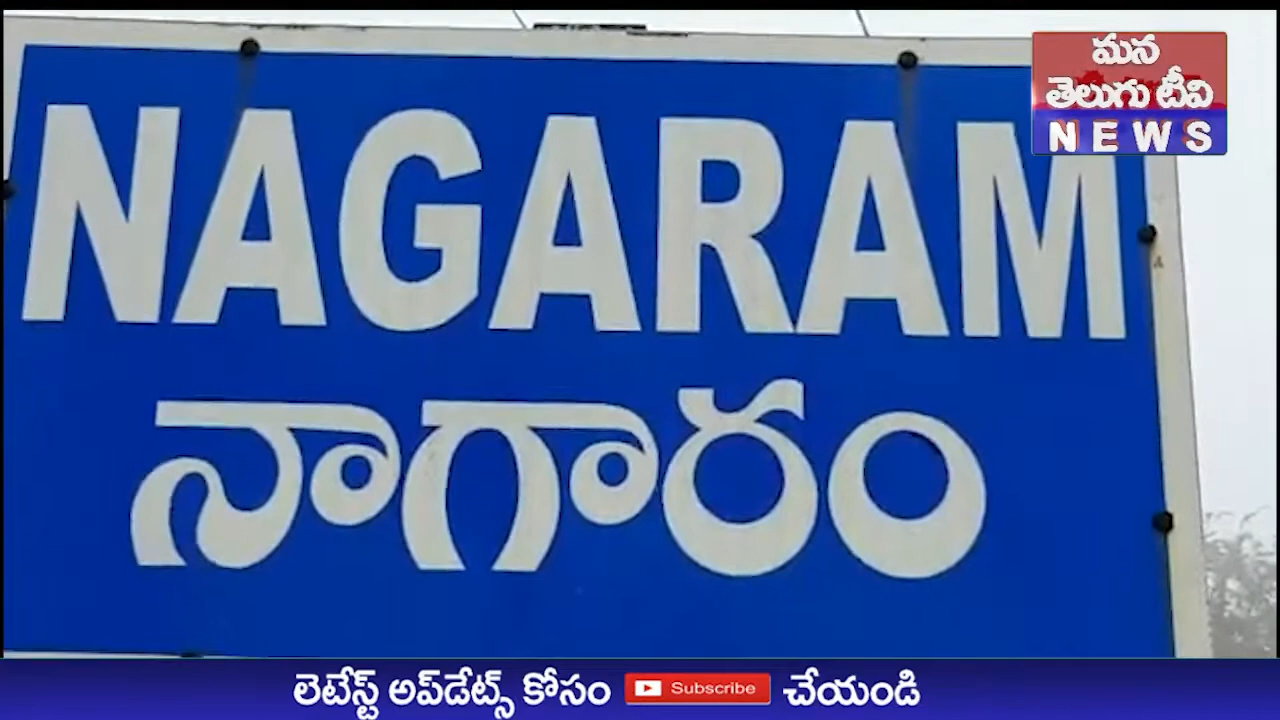 NAGARAM
నాగారం
మన
తెలుగు టీవి
NEWS
లెటేస్ట్ అప్‌డేట్స్ కోసం Subscribe చేయండి